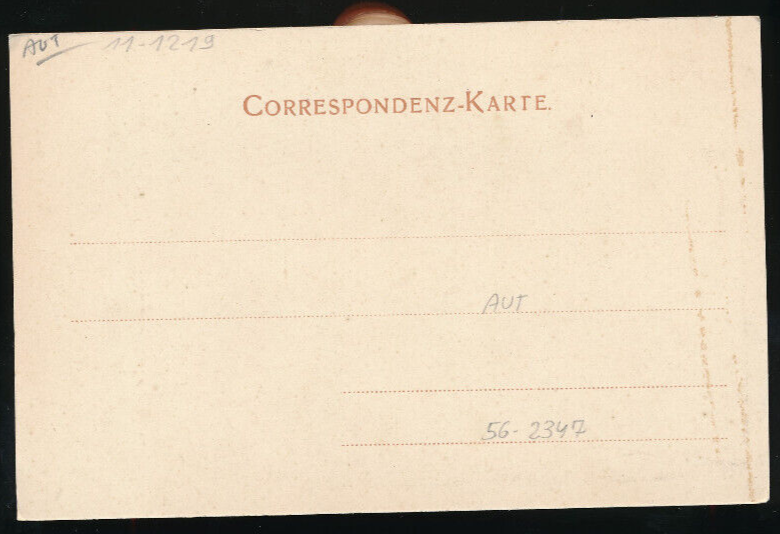 AUT 11-1219
CORRESPONDENZ-KARTE.
AUT
56-2347